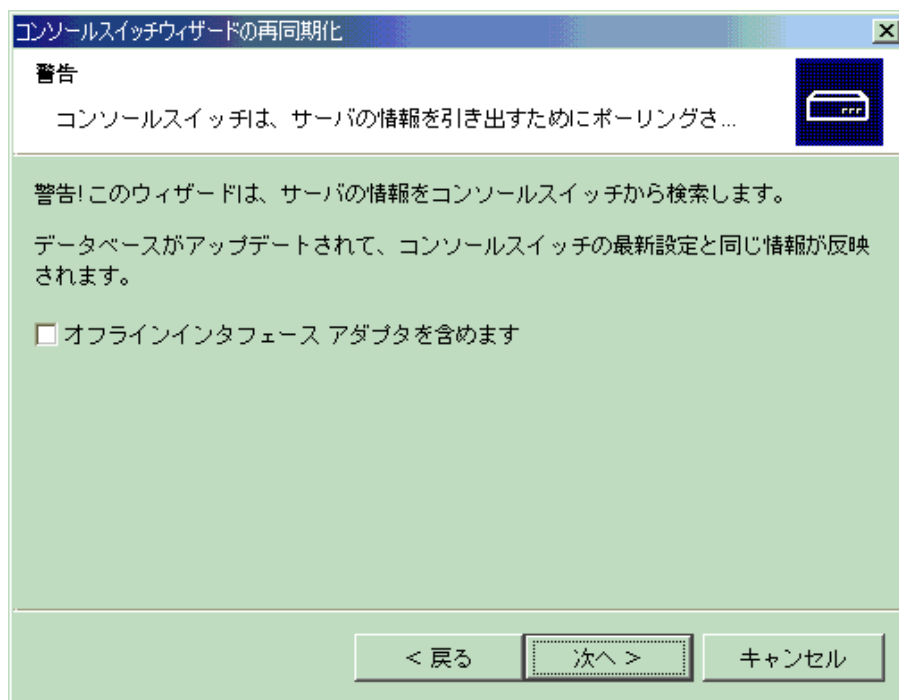 コンソールスイッチウィザードの再同期化
警告
コンソールスイッチは、サーバの情報を引き出すためにポーリングさ...
警告!このウィザードは、サーバの情報をコンソールスイッチから検索します。
データベースがアップデートされて、コンソールスイッチの最新設定と同じ情報が反映
されます。
オフラインインタフェース アダプタを含めます
< 戻る
次へ >
キャンセル